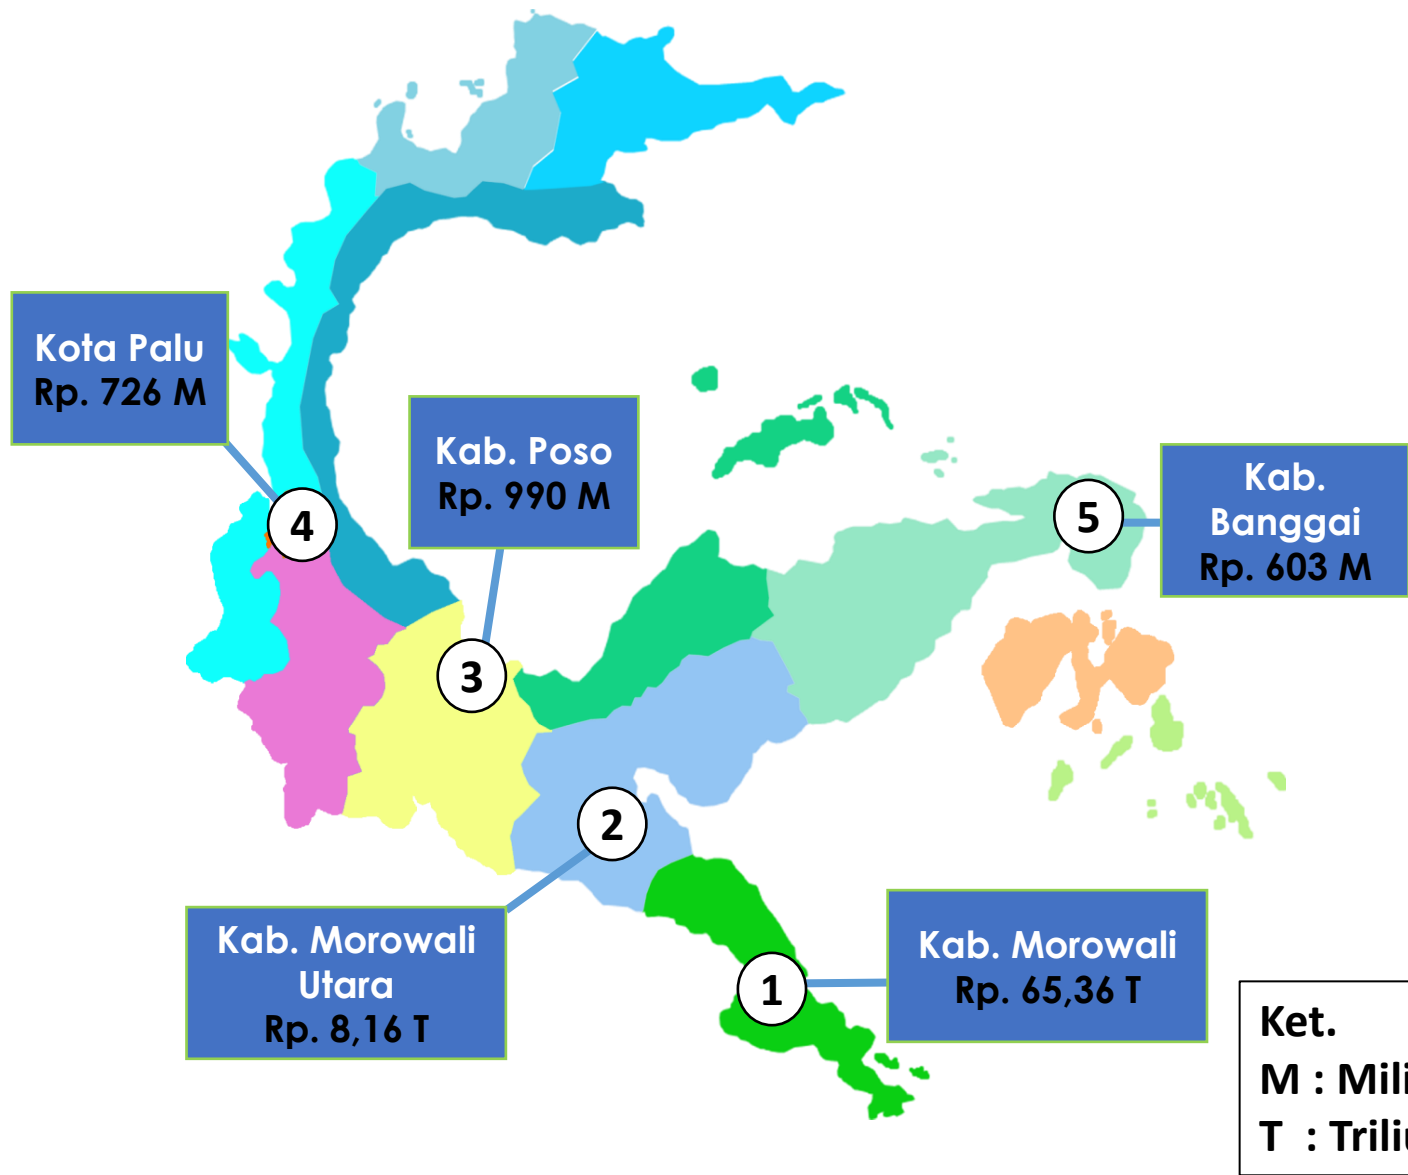 Kota Palu
Rp. 726 M
Kab. Poso
Rp. 990 M
Kab.
Banggai
Rp. 603 M
4
5
3
2
1
Kab. Morowali
Utara
Rp. 8,16 T
Kab. Morowali
Rp. 65,36 T
Ket.
M :
T :